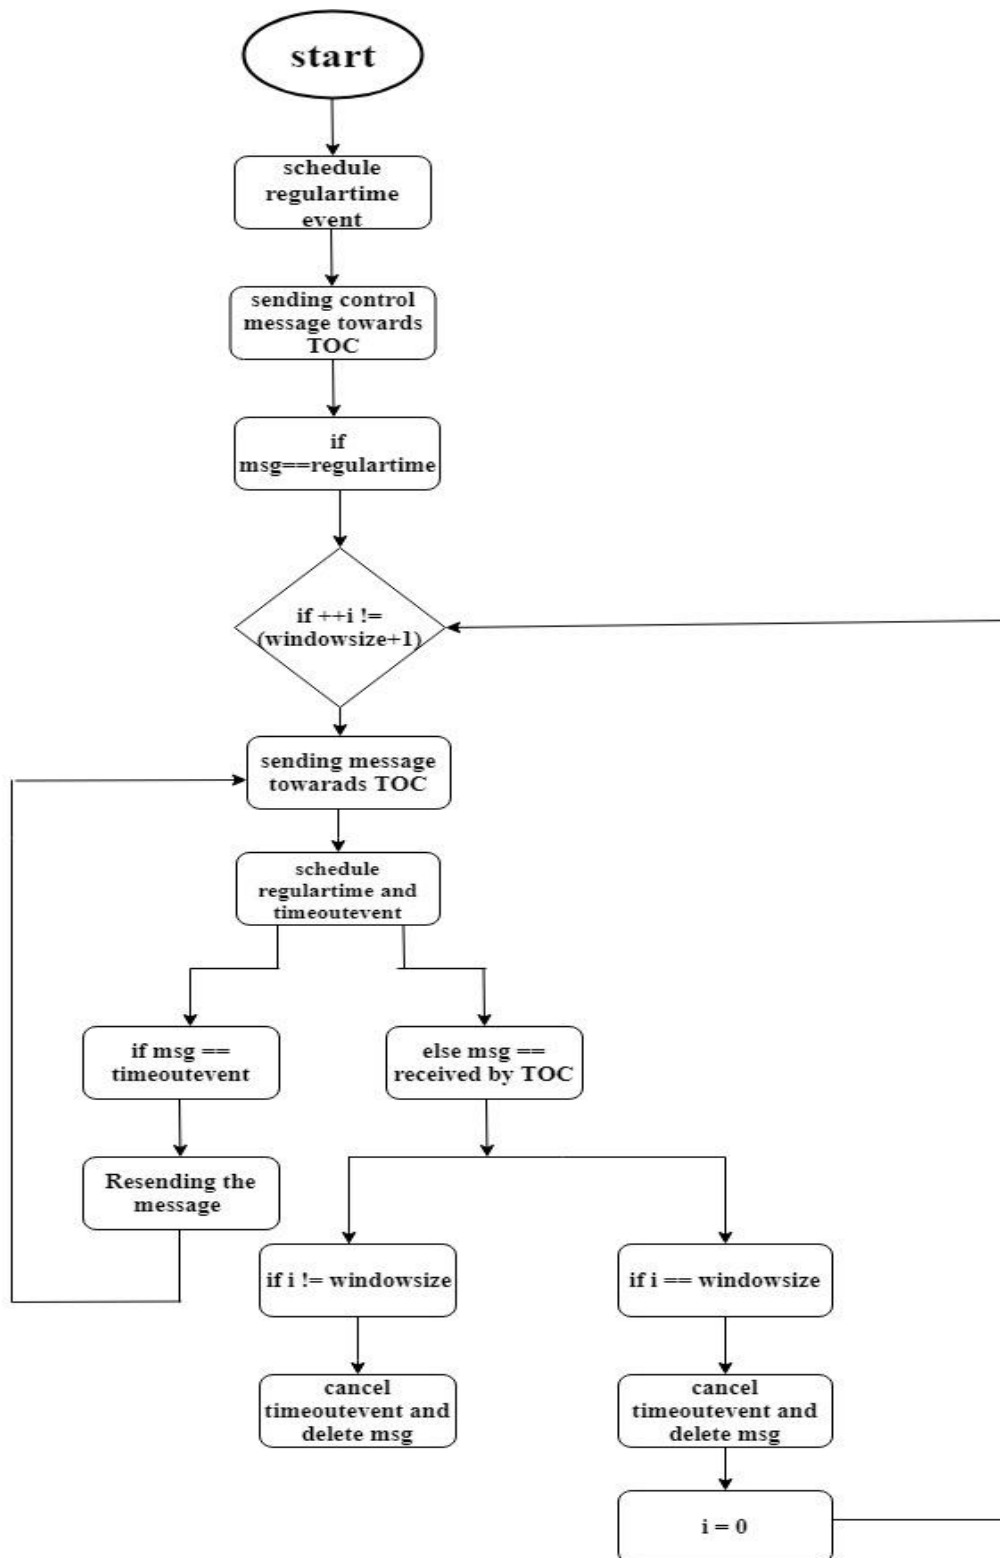 start
schedule
regulartime
event
sending control
message towards
TOC
if
msg==regulartime
if ++i !=
(windowsize+1)
sending message
towarads TOC
schedule
regulartime and
timeoutevent
if msg ==
timeoutevent
else msg ==
received by TOC
Resending the
message
if i != windowsize
if i == windowsize
cancel
timeoutevent and
delete msg
cancel
timeoutevent and
delete msg
i = 0